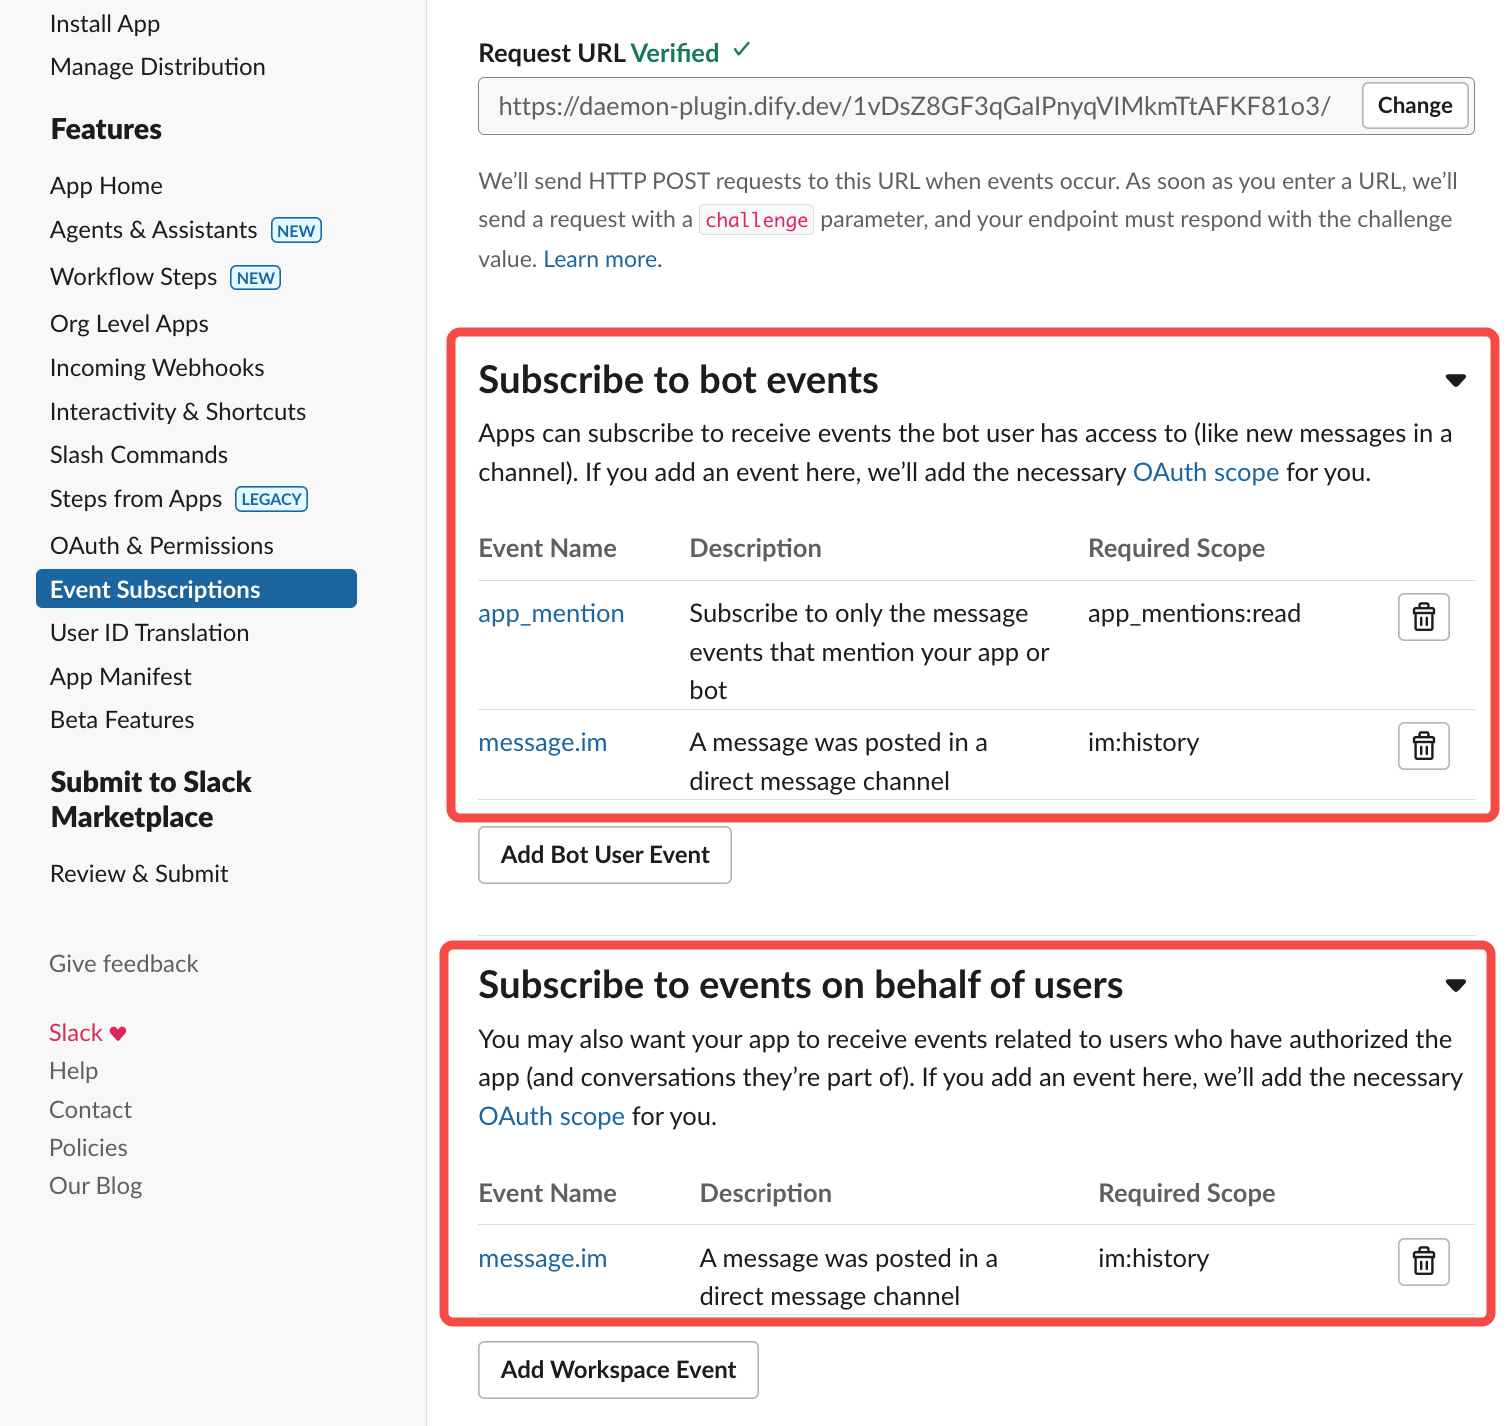 Install App
Manage Distribution
Features
App Home
Agents & Assistants NEW
Workflow Steps NEW
Org Level Apps
Incoming Webhooks
Interactivity & Shortcuts
Slash Commands
Steps from Apps LEGACY
OAuth & Permissions
Event Subscriptions
User ID Translation
App Manifest
Beta Features
Submit to Slack
Marketplace
Review & Submit
Give feedback
Slack
Help
Contact
Policies
Our Blog
Request URL Verified
https://daemon-plugin.dify.dev/1vDsZ8GF3qGaIPnyqVIMkmTtAFKF81o3/ Change
We’ll send HTTP POST requests to this URL when events occur. As soon as you enter a URL, we’ll
send a request with a challenge parameter, and your endpoint must respond with the challenge
value. Learn more.
Subscribe to bot events
Apps can subscribe to receive events the bot user has access to (like new messages in a
channel). If you add an event here, we’ll add the necessary OAuth scope for you.
Event Name Description Required Scope
app_mention Subscribe to only the message app_mentions:read
events that mention your app or
bot
message.im A message was posted in a im:history
direct message channel
Add Bot User Event
Subscribe to events on behalf of users
You may also want your app to receive events related to users who have authorized the
app (and conversations they’re part of). If you add an event here, we’ll add the necessary
OAuth scope for you.
Event Name Description Required Scope
message.im A message was posted in a im:history
direct message channel
Add Workspace Event